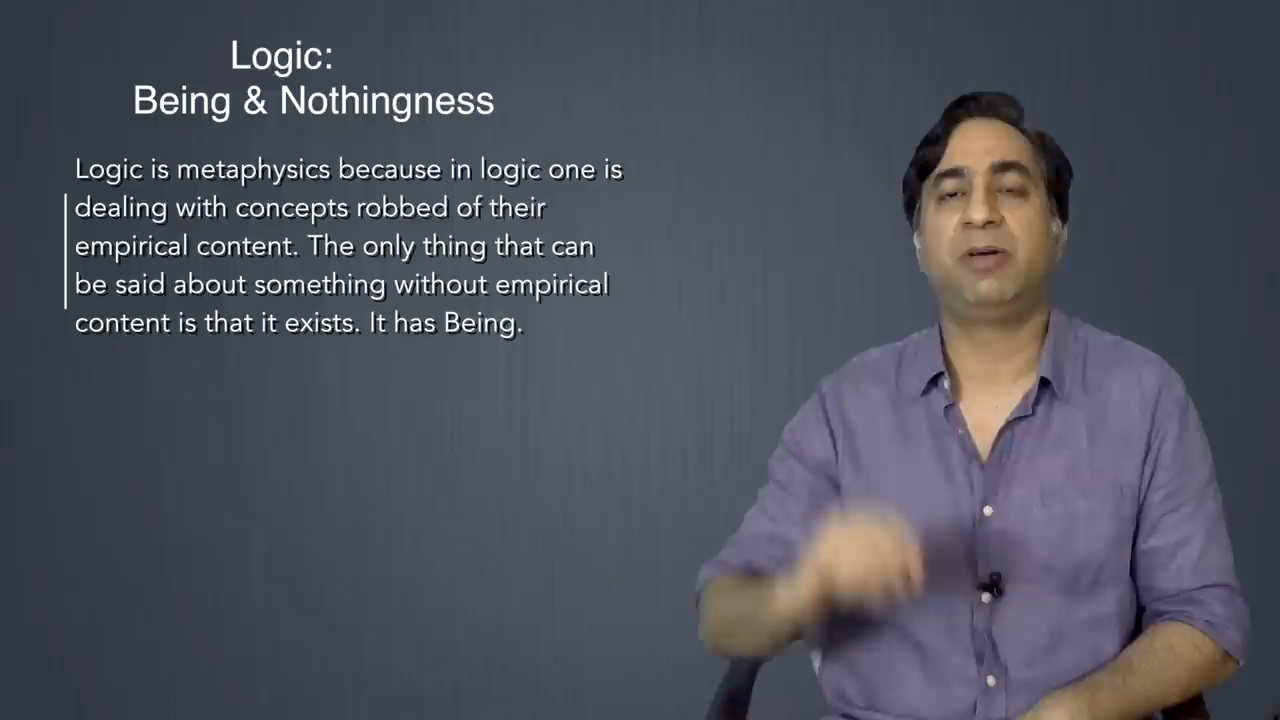 Logic:
Being & Nothingness
Logic is metaphysics because in logic one is
dealing with concepts robbed of their
empirical content. The only thing that can
be said about something without empirical
content is that it exists. It has Being.